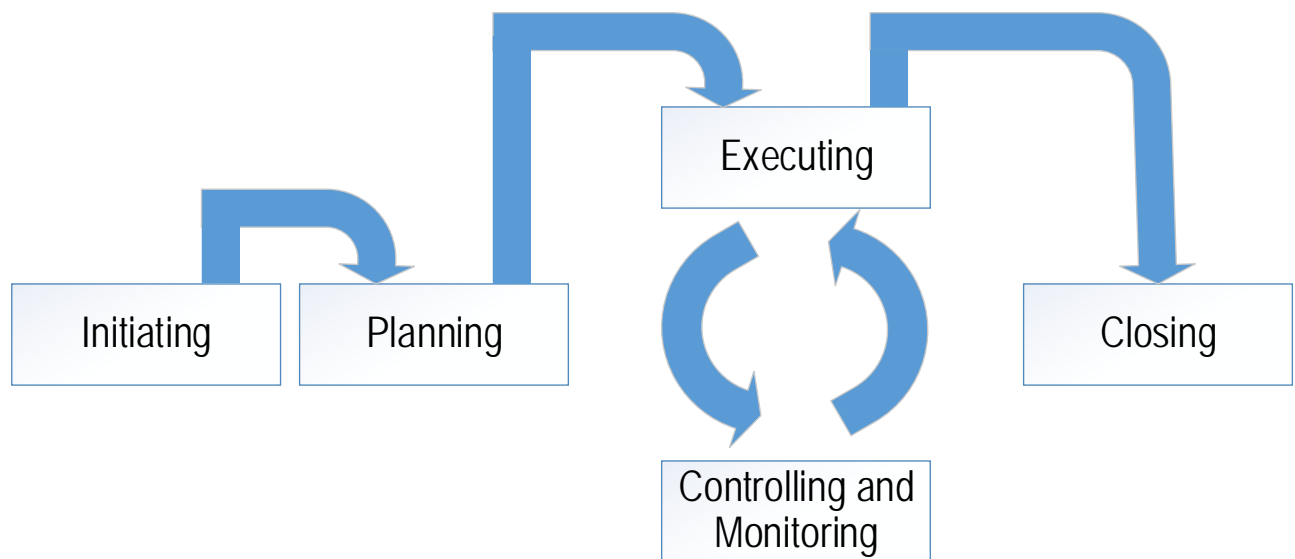 Executing
Initiating
Planning
Closing
Controlling and
Monitoring